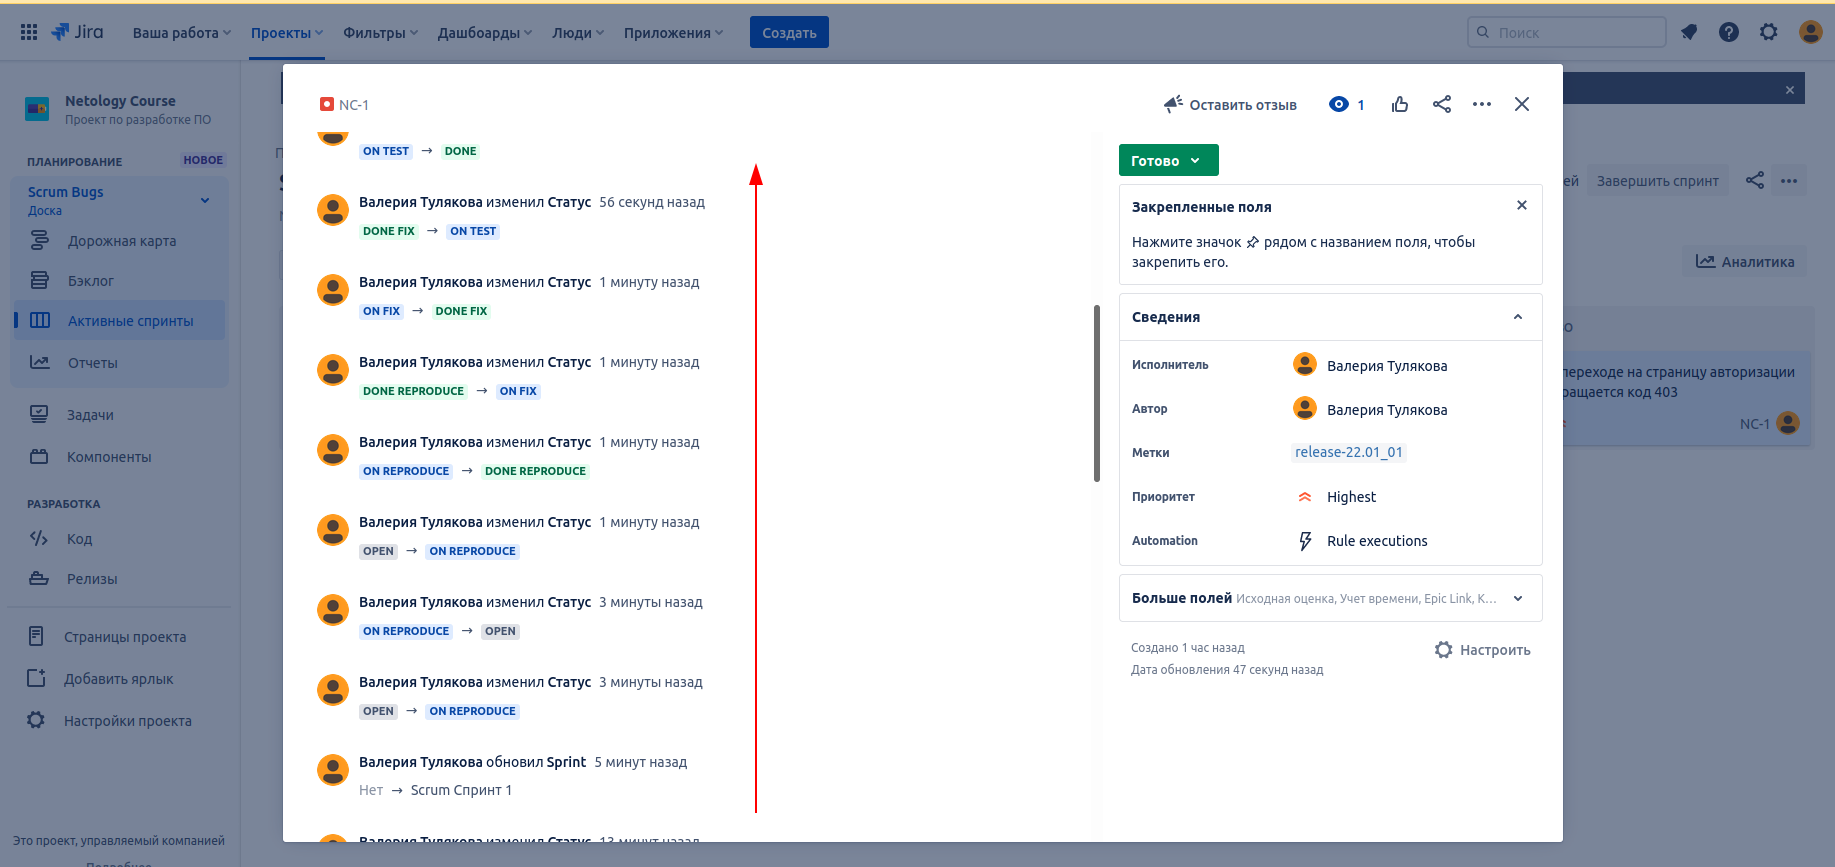 Jira
Ваша работа
Проекты
Фильтры
Дашборды
Люди
Приложения
Создать
Поиск
Netology Course
Проект по разработке ПО
ПЛАНИРОВАНИЕ
НОВОЕ
Scrum Bugs
Доска
Дорожная карта
Бэклог
Активные спринты
Отчеты
Задачи
Компоненты
РАЗРАБОТКА
Код
Релизы
Страницы проекта
Добавить ярлык
Настройки проекта
Это проект, управляемый компанией
NC-1
Оставить отзыв
1
ON TEST → DONE
Валерия Тулякова изменил Статус 56 секунд назад
DONE FIX → ON TEST
Валерия Тулякова изменил Статус 1 минуту назад
ON FIX → DONE FIX
Валерия Тулякова изменил Статус 1 минуту назад
DONE REPRODUCE → ON FIX
Валерия Тулякова изменил Статус 1 минуту назад
ON REPRODUCE → DONE REPRODUCE
Валерия Тулякова изменил Статус 1 минуту назад
OPEN → ON REPRODUCE
Валерия Тулякова изменил Статус 3 минуты назад
ON REPRODUCE → OPEN
Валерия Тулякова изменил Статус 3 минуты назад
OPEN → ON REPRODUCE
Валерия Тулякова обновил Sprint 5 минут назад
Нет → Scrum Спринт 1
Валерия Тулякова изменил Статус 13 минут назад
Готово
Закрепленные поля
Нажмите значок рядом с названием поля, чтобы
закрепить его.
Сведения
Исполнитель
Валерия Тулякова
Автор
Валерия Тулякова
Метки
release-22.01_01
Приоритет
Highest
Automation
Rule executions
Больше полей Исходная оценка, Учет времени, Epic Link, К...
Создано 1 час назад
Дата обновления 47 секунд назад
Настроить
ей
Завершить спринт
Аналитика
переходе на страницу авторизации
ращается код 403
NC-1